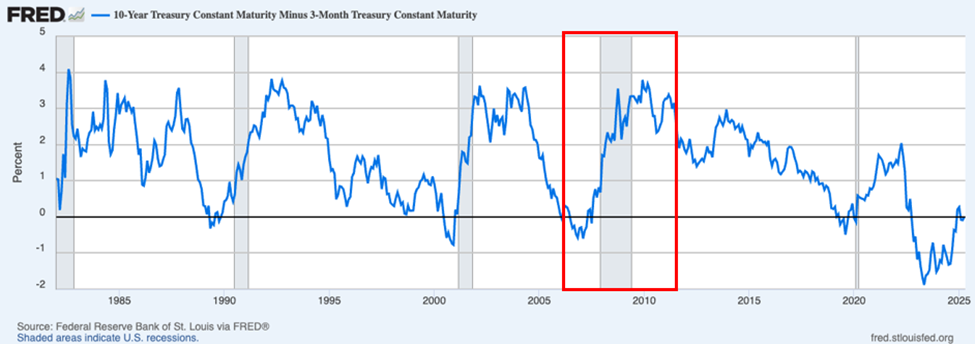 FRED 10-Year Treasury Constant Maturity Minus 3-Month Treasury Constant Maturity
5
4
3
2
1
0
-1
-2
Percent
1985 1990 1995 2000 2005 2010 2015 2020 2025
Source: Federal Reserve Bank of St. Louis via FRED®
Shaded areas indicate U.S. recessions. fred.stlouisfed.org